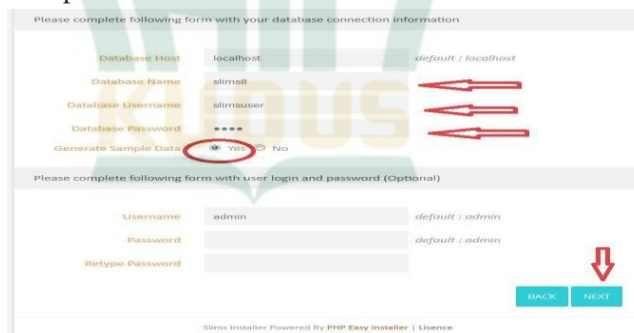 Please complete following form with your database connection information
Database Host localhost default : localhost
Database Name slims8
Database Username slimsuser
Database Password ••••
Generate Sample Data Yes No
Please complete following form with user login and password (Optional)
Username admin default : admin
Password default : admin
Retype Password
BACK NEXT
Slims Installer Powered By PHP Easy Installer | Lisence